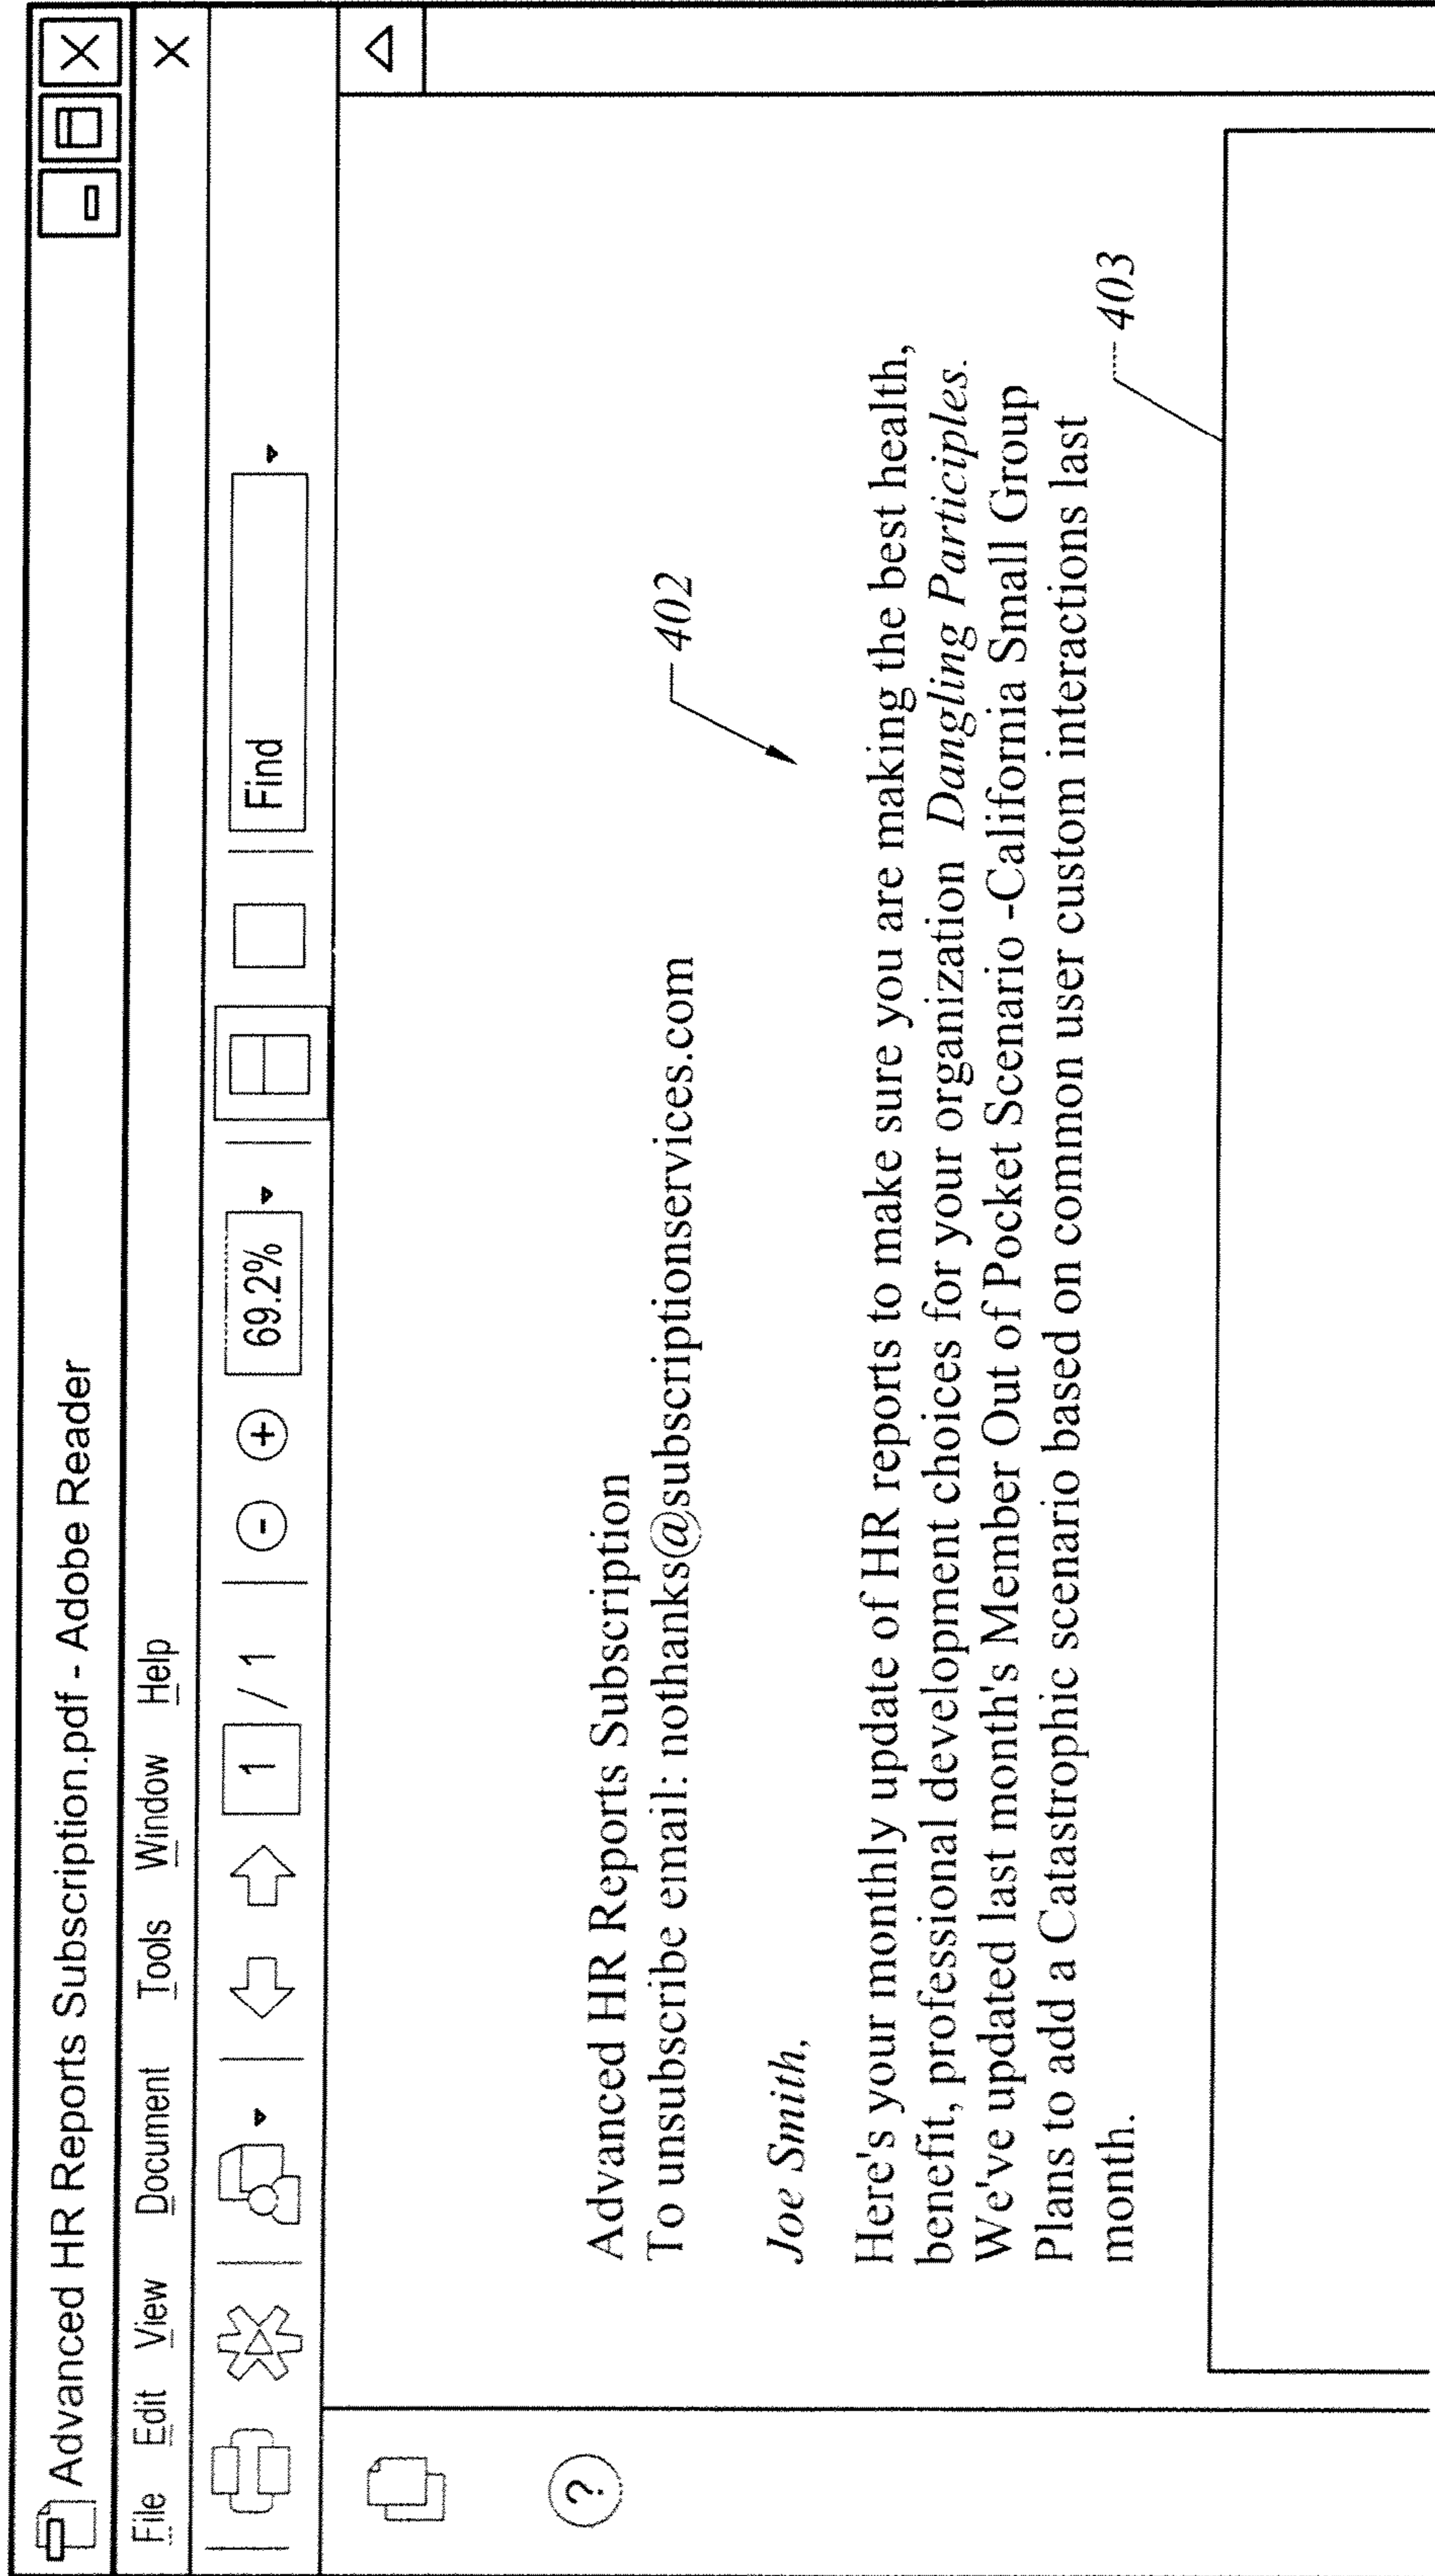 Advanced HR Reports Subscription.pdf - Adobe Reader
File Edit View Document Tools Window Help
1 / 1 - + 69.2% Find
Advanced HR Reports Subscription
To unsubscribe email: nothanks@subscriptionservices.com
402
Joe Smith,
Here's your monthly update of HR reports to make sure you are making the best health,
benefit, professional development choices for your organization Dangling Participles.
We've updated last month's Member Out of Pocket Scenario -California Small Group
Plans to add a Catastrophic scenario based on common user custom interactions last
month.
403
?